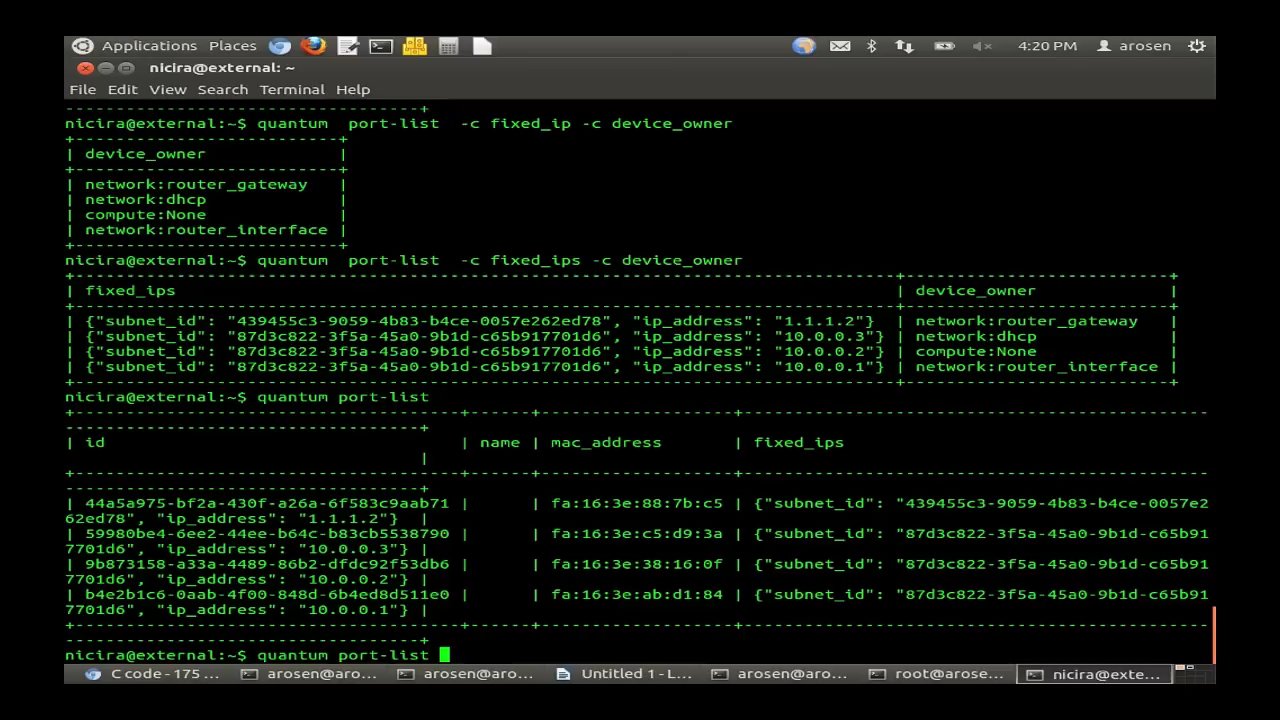 Applications Places 4:20 PM arosen
nicira@external: ~
File Edit View Search Terminal Help
-----------------------------------+
nicira@external:~$ quantum  port-list  -c fixed_ip -c device_owner
+--------------------------+
| device_owner             |
+--------------------------+
| network:router_gateway   |
| network:dhcp             |
| compute:None             |
| network:router_interface |
+--------------------------+
nicira@external:~$ quantum  port-list  -c fixed_ips -c device_owner
+---------------------------------------------------------------------------------+--------------------------+
| fixed_ips                                                                       | device_owner             |
+---------------------------------------------------------------------------------+--------------------------+
| {"subnet_id": "439455c3-9059-4b83-b4ce-0057e262ed78", "ip_address": "1.1.1.2"}  | network:router_gateway   |
| {"subnet_id": "87d3c822-3f5a-45a0-9b1d-c65b917701d6", "ip_address": "10.0.0.3"} | network:dhcp             |
| {"subnet_id": "87d3c822-3f5a-45a0-9b1d-c65b917701d6", "ip_address": "10.0.0.2"} | compute:None             |
| {"subnet_id": "87d3c822-3f5a-45a0-9b1d-c65b917701d6", "ip_address": "10.0.0.1"} | network:router_interface |
+---------------------------------------------------------------------------------+--------------------------+
nicira@external:~$ quantum port-list
+--------------------------------------+------+-------------------+----------------------------------------------
-----------------------------------+
| id                                   | name | mac_address       | fixed_ips
                                   |
+--------------------------------------+------+-------------------+----------------------------------------------
-----------------------------------+
| 44a5a975-bf2a-430f-a26a-6f583c9aab71 |      | fa:16:3e:88:7b:c5 | {"subnet_id": "439455c3-9059-4b83-b4ce-0057e2
62ed78", "ip_address": "1.1.1.2"}  |
| 59980be4-6ee2-44ee-b64c-b83cb5538790 |      | fa:16:3e:c5:d9:3a | {"subnet_id": "87d3c822-3f5a-45a0-9b1d-c65b91
7701d6", "ip_address": "10.0.0.3"} |
| 9b873158-a33a-4489-86b2-dfdc92f53db6 |      | fa:16:3e:38:16:0f | {"subnet_id": "87d3c822-3f5a-45a0-9b1d-c65b91
7701d6", "ip_address": "10.0.0.2"} |
| b4e2b1c6-0aab-4f00-848d-6b4ed8d511e0 |      | fa:16:3e:ab:d1:84 | {"subnet_id": "87d3c822-3f5a-45a0-9b1d-c65b91
7701d6", "ip_address": "10.0.0.1"} |
+--------------------------------------+------+-------------------+----------------------------------------------
-----------------------------------+
nicira@external:~$ quantum port-list
C code - 175 ... arosen@aro... arosen@aro... Untitled 1 - L... arosen@aro... root@arose... nicira@exte...